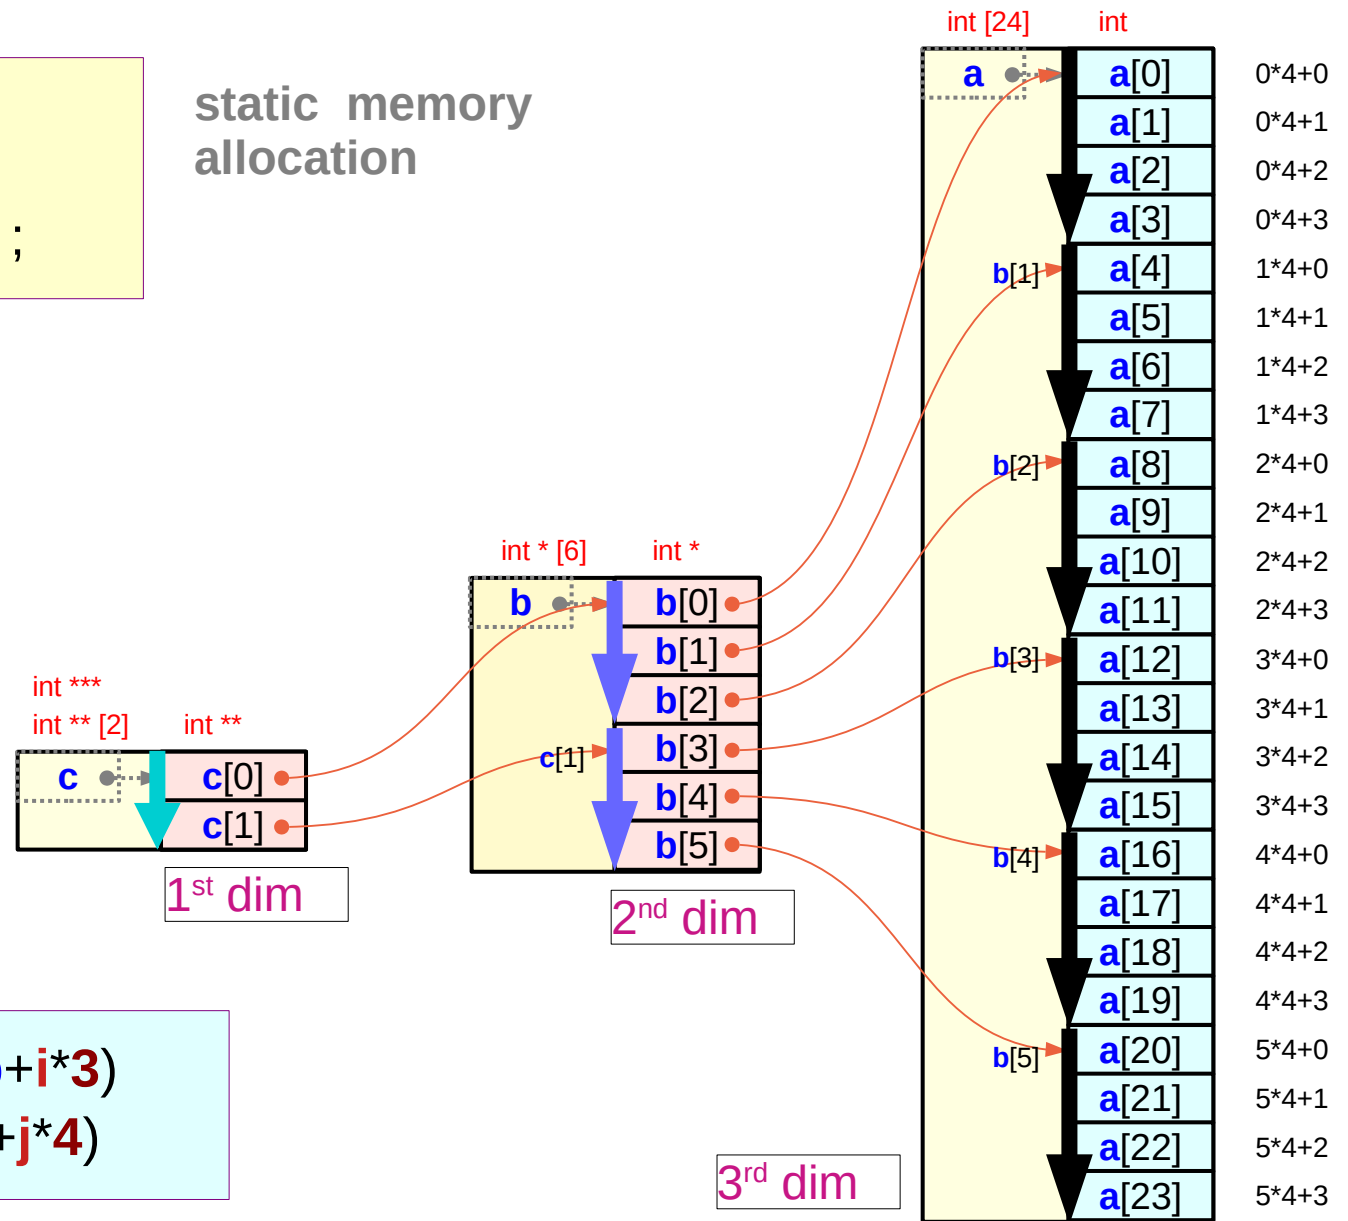 int [24] int
static memory
allocation
;
a a[0] 0*4+0
a[1] 0*4+1
a[2] 0*4+2
a[3] 0*4+3
b[1] a[4] 1*4+0
a[5] 1*4+1
a[6] 1*4+2
a[7] 1*4+3
b[2] a[8] 2*4+0
a[9] 2*4+1
a[10] 2*4+2
a[11] 2*4+3
b[3] a[12] 3*4+0
a[13] 3*4+1
a[14] 3*4+2
a[15] 3*4+3
b[4] a[16] 4*4+0
a[17] 4*4+1
a[18] 4*4+2
a[19] 4*4+3
b[5] a[20] 5*4+0
a[21] 5*4+1
a[22] 5*4+2
a[23] 5*4+3
3rd dim
int * [6] int *
b b[0]
b[1]
b[2]
c[1] b[3]
b[4]
b[5]
2nd dim
int ***
int ** [2] int **
c c[0]
c[1]
1st dim
+i*3)
+j*4)